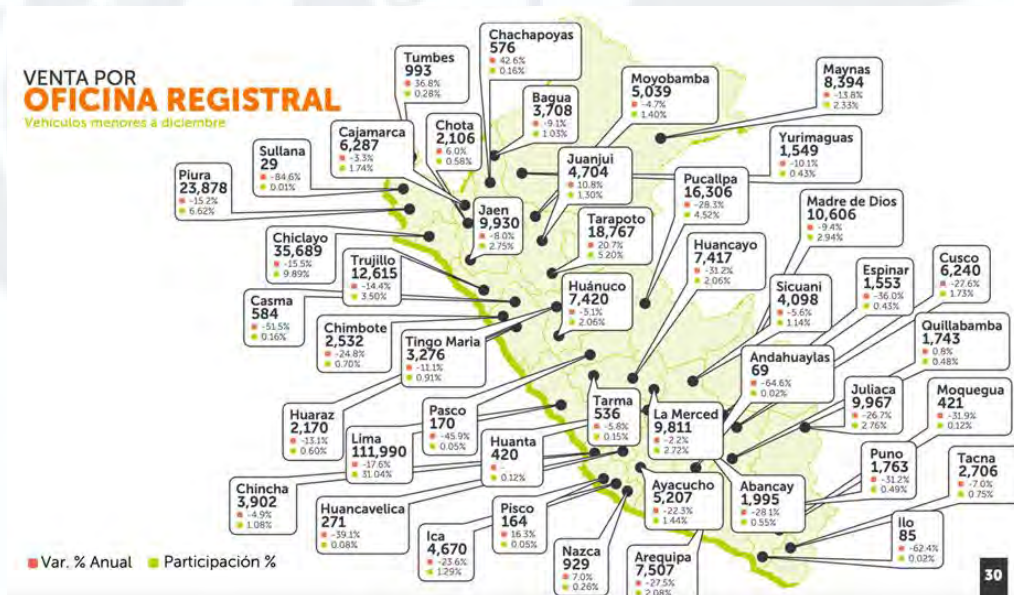 VENTA POR
OFICINA REGISTRAL
Vehículos menores a diciembre
Chachapoyas
576
42.6%
0.16%
Tumbes
993
36.8%
0.28%
Moyobamba
5,039
-4.7%
1.40%
Maynas
8,394
-13.8%
2.33%
Bagua
3,708
-9.1%
1.03%
Cajamarca
6,287
-3.3%
1.74%
Chota
2,106
6.0%
0.58%
Yurimaguas
1,549
-10.1%
0.43%
Sullana
29
-84.6%
0.01%
Juanjui
4,704
10.8%
1.30%
Piura
23,878
-15.2%
6.62%
Pucallpa
16,306
-28.3%
4.52%
Madre de Dios
10,606
-9.4%
2.94%
Jaen
9,930
-8.0%
2.75%
Tarapoto
18,767
20.7%
5.20%
Chiclayo
35,689
-15.5%
9.89%
Huancayo
7,417
-31.2%
2.06%
Trujillo
12,615
-14.4%
3.50%
Cusco
6,240
-27.6%
1.73%
Espinar
1,553
-36.0%
0.43%
Huánuco
7,420
-3.1%
2.06%
Sicuani
4,098
-5.6%
1.14%
Casma
584
-51.5%
0.16%
Chimbote
2,532
-24.8%
0.70%
Quillabamba
1,743
0.8%
0.48%
Tingo Maria
3,276
-11.1%
0.91%
Andahuaylas
69
-64.6%
0.02%
Juliaca
9,967
-26.7%
2.76%
Moquegua
421
-31.9%
0.12%
Tarma
536
-5.8%
0.15%
La Merced
9,811
-2.2%
2.72%
Huaraz
2,170
-13.1%
0.60%
Pasco
170
-45.9%
0.05%
Lima
111,990
-17.6%
31.04%
Huanta
420
-
0.12%
Puno
1,763
-31.2%
0.49%
Tacna
2,706
-7.0%
0.75%
Chincha
3,902
-4.9%
1.08%
Ayacucho
5,207
-22.3%
1.44%
Abancay
1,995
-28.1%
0.55%
Huancavelica
271
-39.1%
0.08%
Pisco
164
16.3%
0.05%
Ilo
85
-62.4%
0.02%
Ica
4,670
-23.6%
1.29%
Nazca
929
7.0%
0.26%
Arequipa
7,507
-27.5%
2.08%
Var. % Anual
Participación %
30